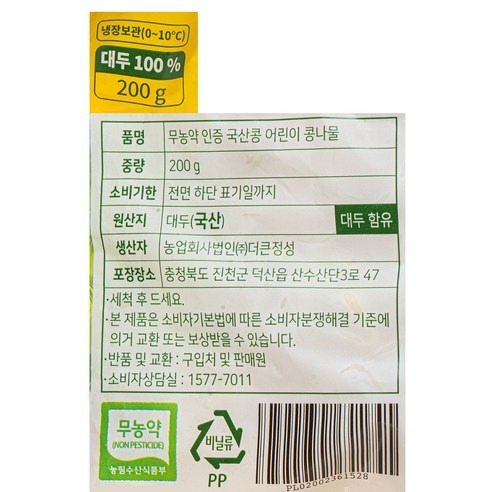 냉장보관(0~10℃)
대두 100 %
200 g
품명 무농약 인증 국산콩 어린이 콩나물
중량 200 g
소비기한 전면 하단 표기일까지
원산지 대두(국산) 대두 함유
생산자 농업회사법인㈜더큰정성
포장장소 충청북도 진천군 덕산읍 산수산단3로 47
·세척 후 드세요.
·본 제품은 소비자기본법에 따른 소비자분쟁해결 기준에
의거 교환 또는 보상받을 수 있습니다.
·반품 및 교환 : 구입처 및 판매원
·소비자상담실 : 1577-7011
무농약
(NON PESTICIDE)
농림축산식품부
비닐류
PP
PL02002361528